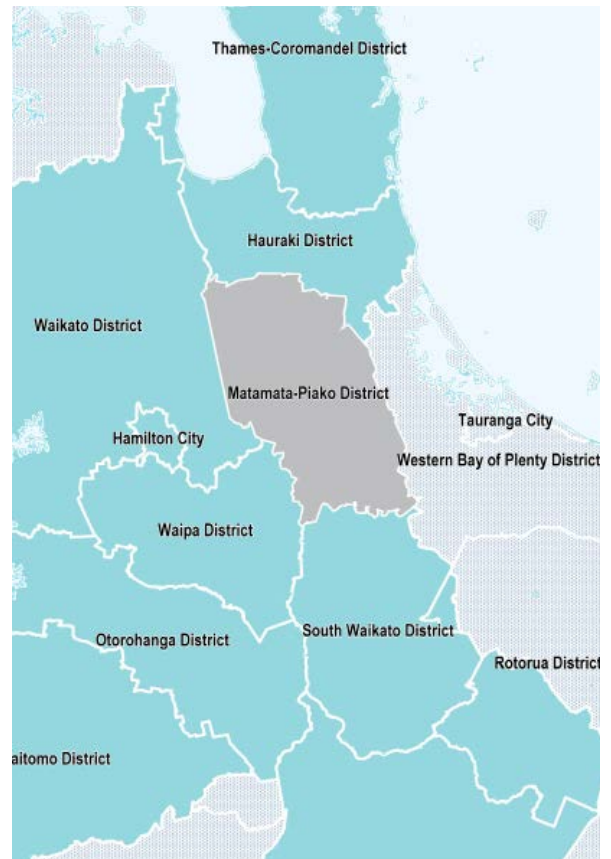 Thames-Coromandel District
Hauraki District
Waikato District
Matamata-Piako District
Tauranga City
Hamilton City
Western Bay of Plenty District
Waipa District
South Waikato District
Otorohanga District
Rotorua District
aitomo District